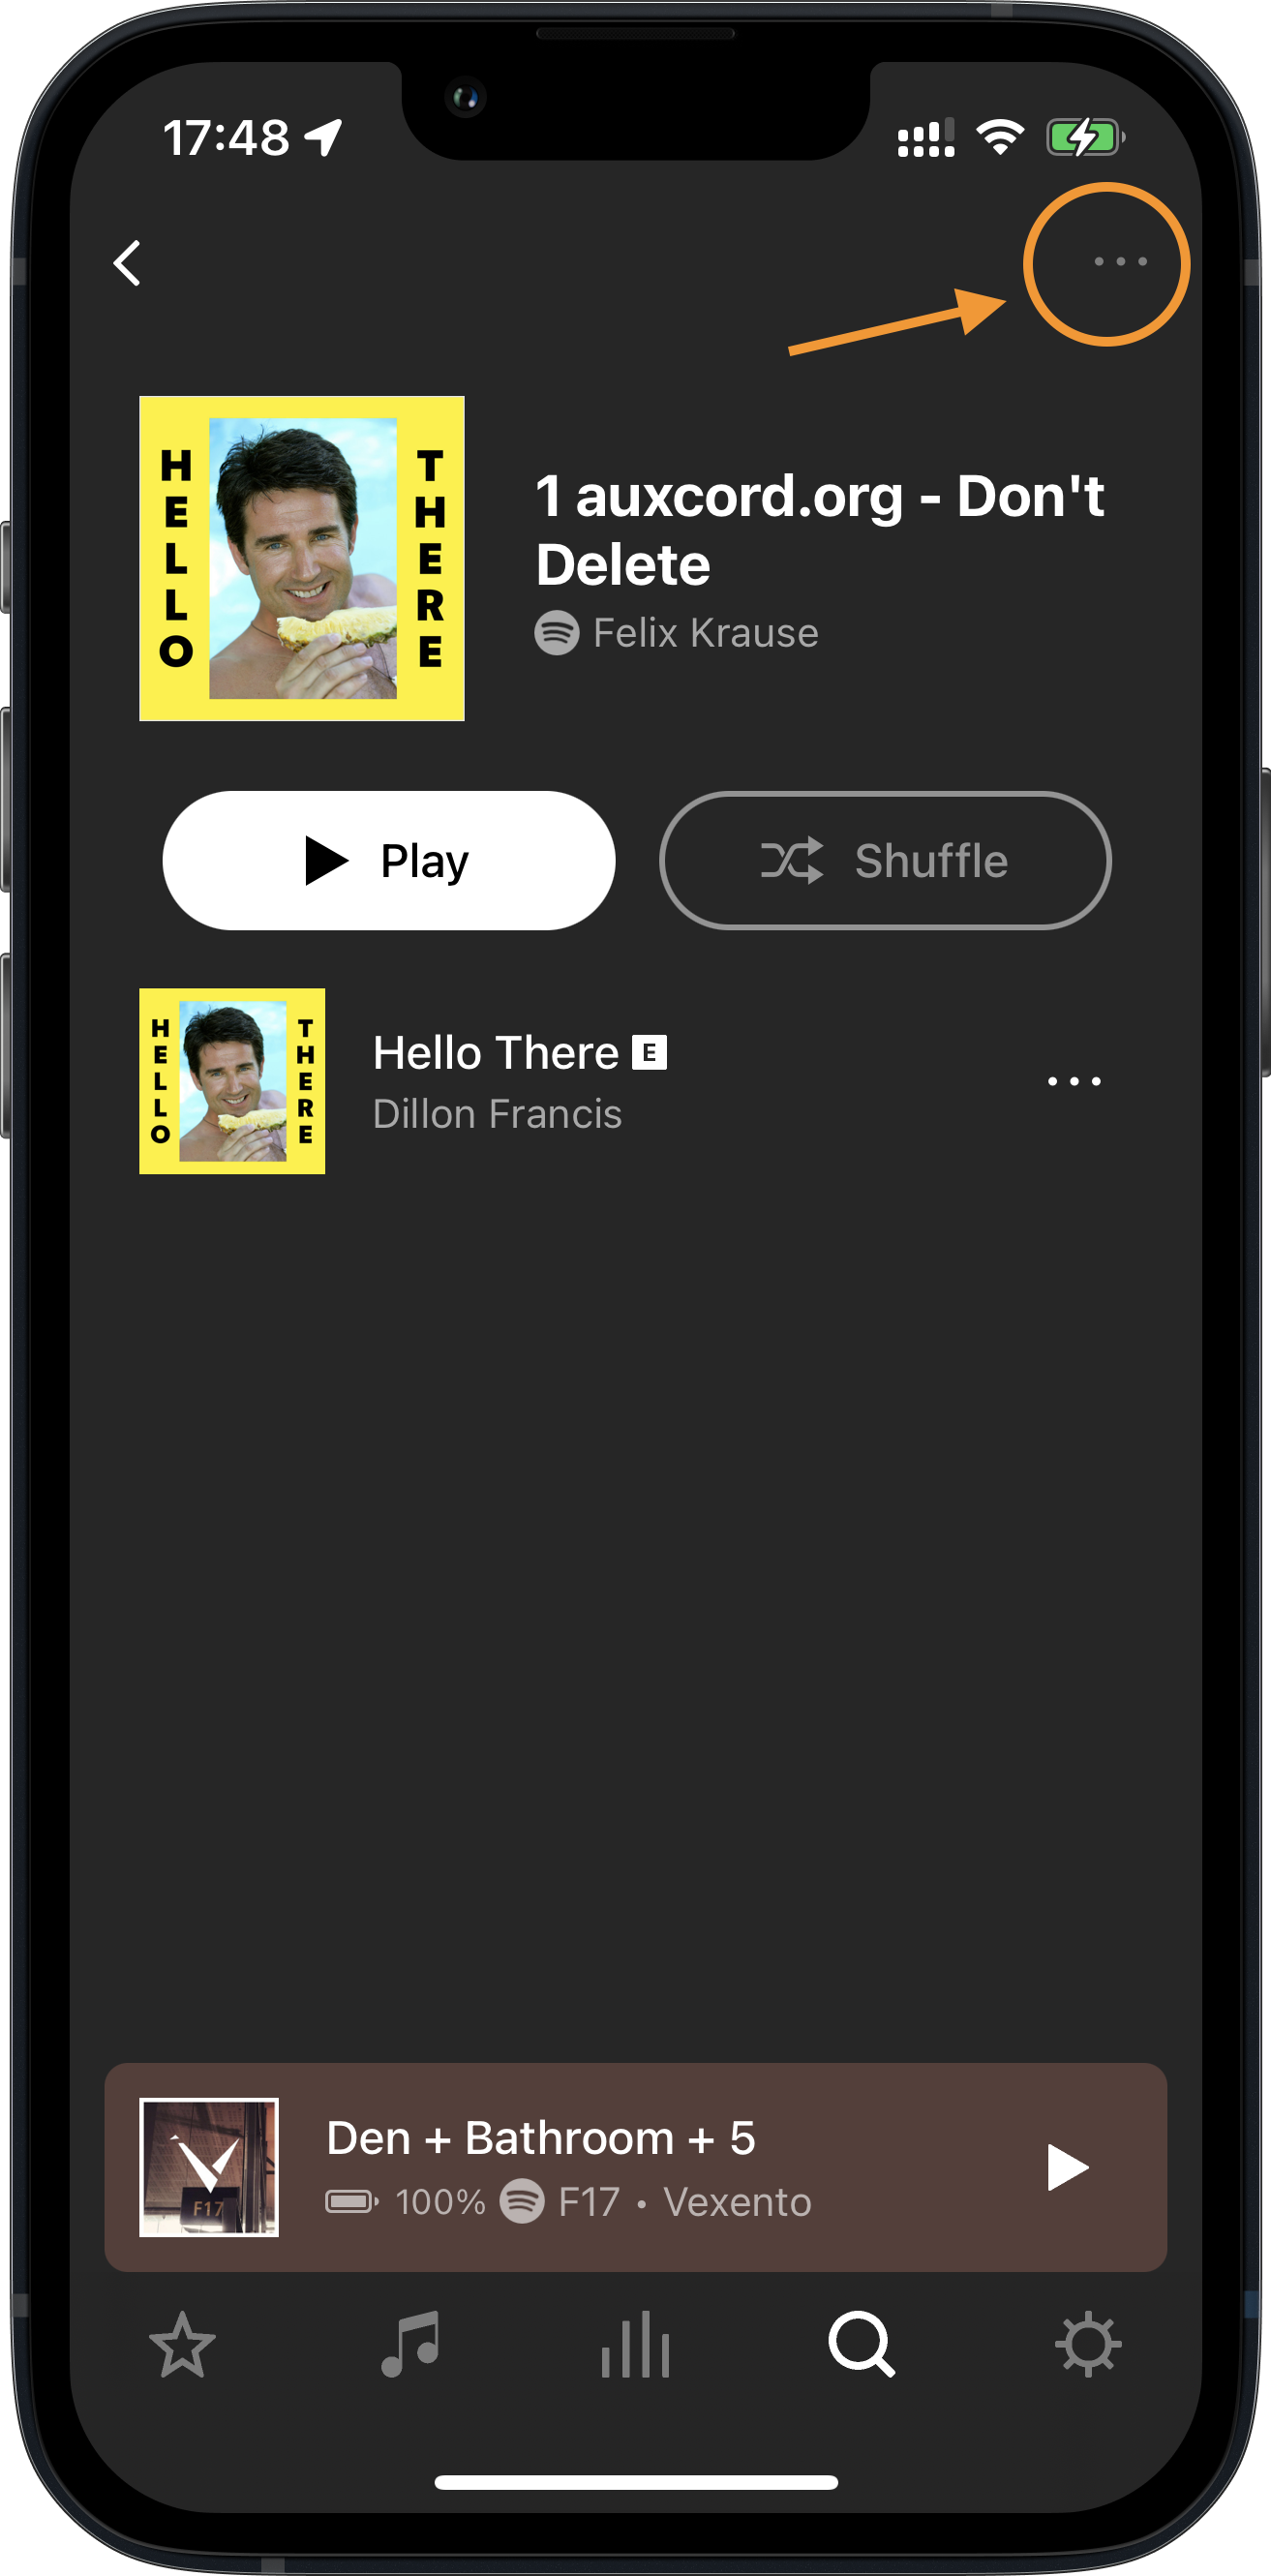 17:48
HELLO
THERE
1 auxcord.org - Don't
Delete
Felix Krause
Play
Shuffle
HELLO
THERE
Hello There E
Dillon Francis
F17
Den + Bathroom + 5
100% F17 • Vexento